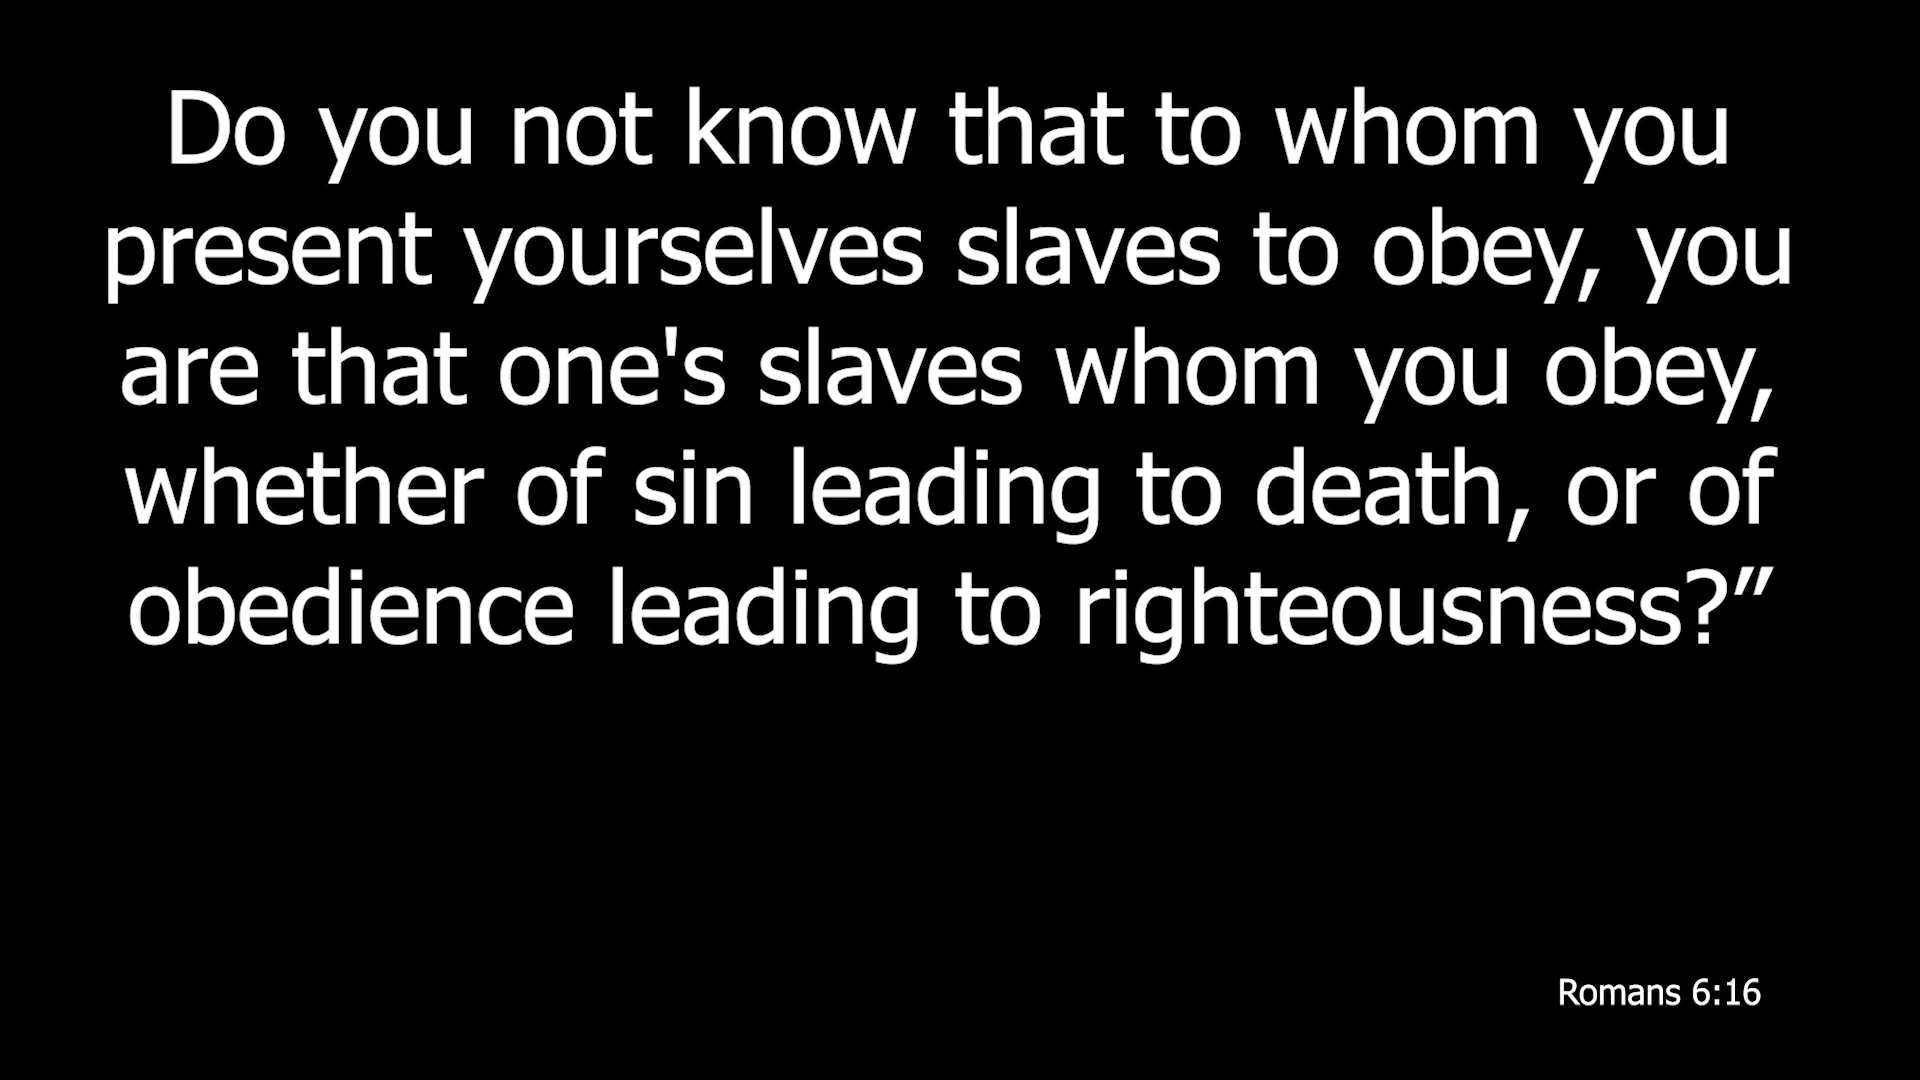 Do you not know that to whom you
present yourselves slaves to obey, you
are that one's slaves whom you obey,
whether of sin leading to death, or of
obedience leading to righteousness?”
Romans 6:16